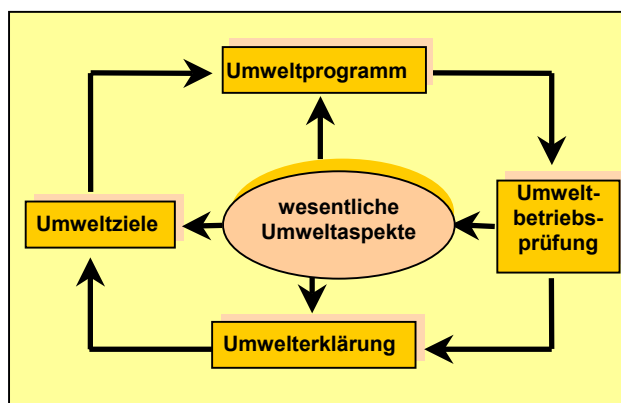 Umweltprogramm
Umweltziele
wesentliche
Umweltaspekte
Umwelt-
betriebs-
prüfung
Umwelterklärung